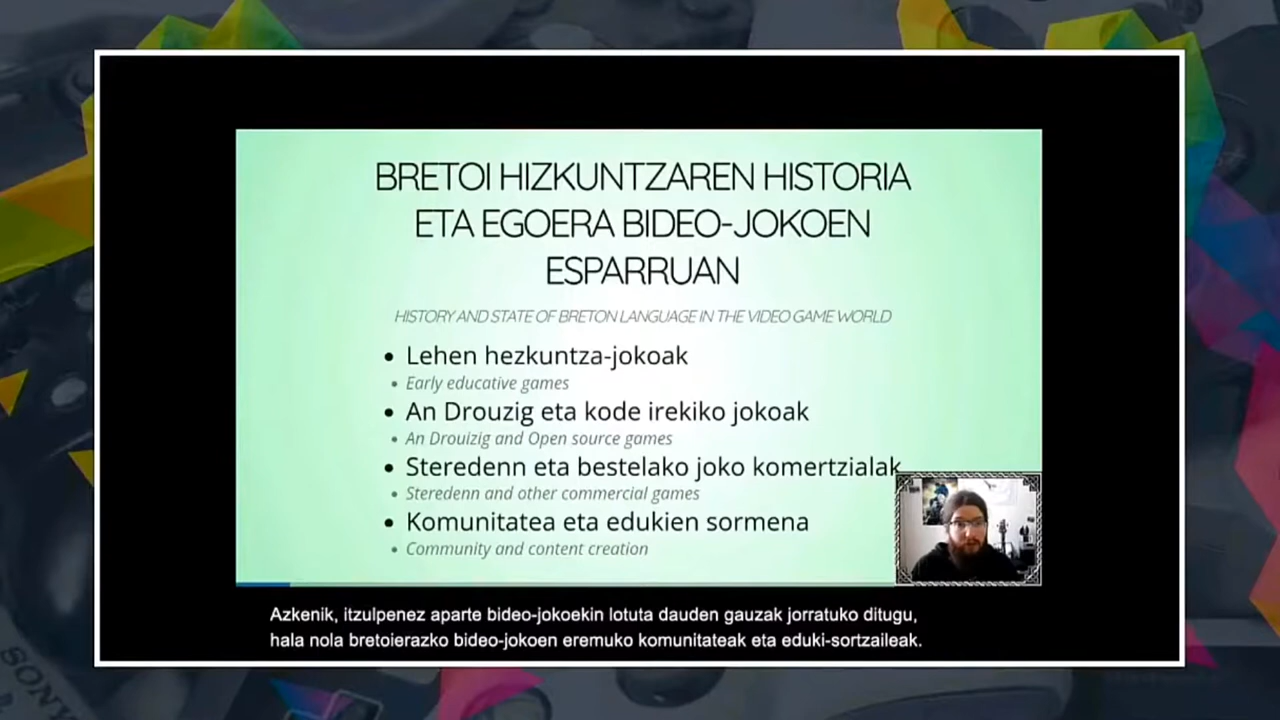 BRETOI HIZKUNTZAREN HISTORIA
ETA EGOERA BIDEO-JOKOEN
ESPARRUAN
HISTORY AND STATE OF BRETON LANGUAGE IN THE VIDEO GAME WORLD
• Lehen hezkuntza-jokoak
• Early educative games
• An Drouzig eta kode irekiko jokoak
• An Drouizig and Open source games
• Steredenn eta bestelako joko komertzialak
• Steredenn and other commercial games
• Komunitatea eta edukien sormena
• Community and content creation
Azkenik, itzulpenez aparte bideo-jokoekin lotuta dauden gauzak jorratuko ditugu,
hala nola bretoierazko bideo-jokoen eremuko komunitateak eta eduki-sortzaileak.
SONY